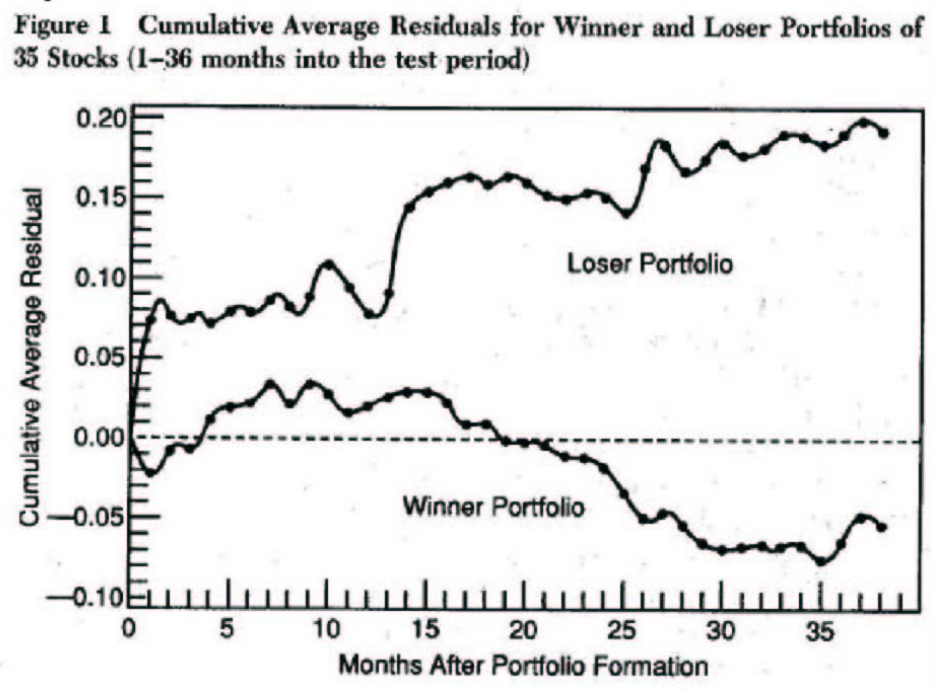 Figure 1 Cumulative Average Residuals for Winner and Loser Portfolios of
35 Stocks (1–36 months into the test period)
0.20
0.15
0.10
0.05
0.00
—0.05
—0.10
Cumulative Average Residual
Loser Portfolio
Winner Portfolio
0 5 10 15 20 25 30 35
Months After Portfolio Formation